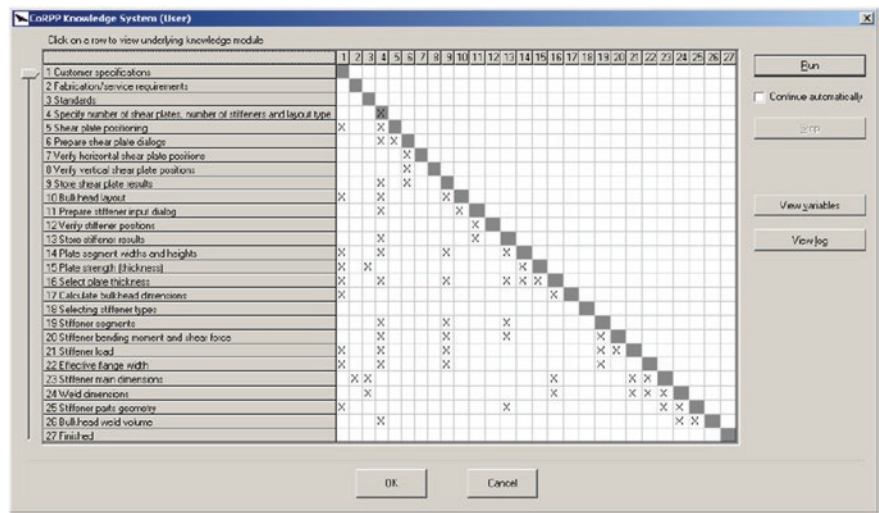 CoRPP Knowledge System (User)
Click on a row to view underlying knowledge module
1 2 3 4 5 6 7 8 9 10 11 12 13 14 15 16 17 18 19 20 21 22 23 24 25 26 27
1 Customer specifications
2 Fabrication/service requirements
3 Standards
4 Specify number of shear plates, number of stiffeners and layout type
5 Shear plate positioning X X
6 Prepare shear plate dialogs X X
7 Verify horizontal shear plate positions X
8 Verify vertical shear plate positions X
9 Store shear plate results X X
10 Bulkhead layout X X X
11 Prepare stiffener input dialog X X
12 Verify stiffener positions X
13 Store stiffener results X X
14 Plate segment widths and heights X X X X
15 Plate strength (thickness) X X X
16 Select plate thickness X X X X X X
17 Calculate bulkhead dimensions X X
18 Selecting stiffener types
19 Stiffener segments X X X
20 Stiffener bending moment and shear force X X X X
21 Stiffener load X X X X X
22 Effective flange width X X X X
23 Stiffener main dimensions X X X X X
24 Weld dimensions X X X X X
25 Stiffener parts geometry X X X X
26 Bulkhead weld volume X X X
27 Finished
Run
Continue automatically
Stop
View variables
View log
OK
Cancel